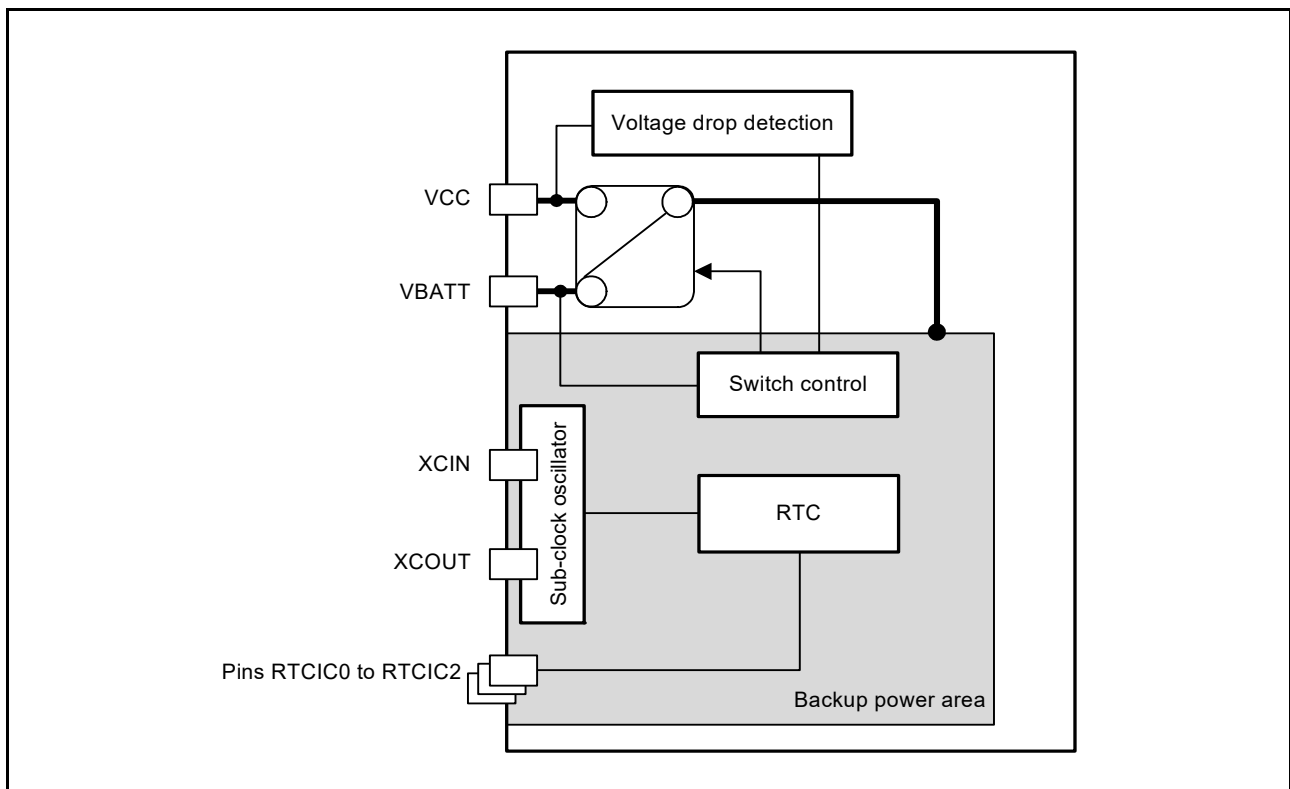 Voltage drop detection
VCC
VBATT
Switch control
XCIN
Sub-clock oscillator
RTC
XCOUT
Pins RTCIC0 to RTCIC2
Backup power area